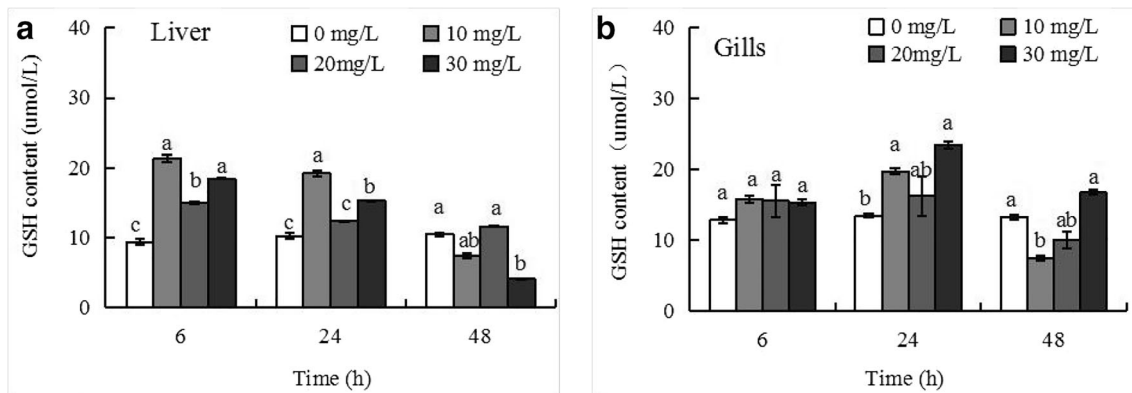 a
Liver
0 mg/L
10 mg/L
20mg/L
30 mg/L
GSH content (umol/L)
40
30
20
10
0
c
a
b
a
c
a
c
b
a
ab
a
b
6
24
48
Time (h)
b
Gills
0 mg/L
10 mg/L
20mg/L
30 mg/L
GSH content（umol/L）
40
30
20
10
0
a
a
a
a
b
a
ab
a
a
b
ab
a
6
24
48
Time (h)